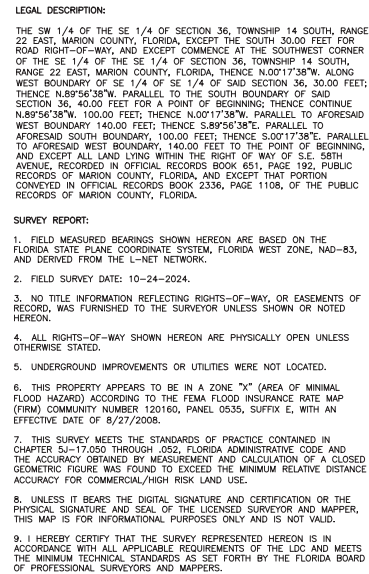 LEGAL DESCRIPTION:
THE SW 1/4 OF THE SE 1/4 OF SECTION 36, TOWNSHIP 14 SOUTH, RANGE
22 EAST, MARION COUNTY, FLORIDA, EXCEPT THE SOUTH 30.00 FEET FOR
ROAD RIGHT-OF-WAY, AND EXCEPT COMMENCE AT THE SOUTHWEST CORNER
OF THE SE 1/4 OF THE SE 1/4 OF SECTION 36, TOWNSHIP 14 SOUTH,
RANGE 22 EAST, MARION COUNTY, FLORIDA, THENCE N.00°17'38"W. ALONG
WEST BOUNDARY OF SE 1/4 OF SE 1/4 OF SAID SECTION 36, 30.00 FEET;
THENCE N.89°56'38"W. PARALLEL TO THE SOUTH BOUNDARY OF SAID
SECTION 36, 40.00 FEET FOR A POINT OF BEGINNING; THENCE CONTINUE
N.89°56'38"W. 100.00 FEET; THENCE N.00°17'38"W. PARALLEL TO AFORESAID
WEST BOUNDARY 140.00 FEET; THENCE S.89°56'38"E. PARALLEL TO
AFORESAID SOUTH BOUNDARY, 100.00 FEET; THENCE S.00°17'38"E. PARALLEL
TO AFORESAID WEST BOUNDARY, 140.00 FEET TO THE POINT OF BEGINNING,
AND EXCEPT ALL LAND LYING WITHIN THE RIGHT OF WAY OF S.E. 58TH
AVENUE, RECORDED IN OFFICIAL RECORDS BOOK 651, PAGE 192, PUBLIC
RECORDS OF MARION COUNTY, FLORIDA, AND EXCEPT THAT PORTION
CONVEYED IN OFFICIAL RECORDS BOOK 2336, PAGE 1108, OF THE PUBLIC
RECORDS OF MARION COUNTY, FLORIDA.
SURVEY REPORT:
1. FIELD MEASURED BEARINGS SHOWN HEREON ARE BASED ON THE
FLORIDA STATE PLANE COORDINATE SYSTEM, FLORIDA WEST ZONE, NAD-83,
AND DERIVED FROM THE L-NET NETWORK.
2. FIELD SURVEY DATE: 10-24-2024.
3. NO TITLE INFORMATION REFLECTING RIGHTS-OF-WAY, OR EASEMENTS OF
RECORD, WAS FURNISHED TO THE SURVEYOR UNLESS SHOWN OR NOTED
HEREON.
4. ALL RIGHTS-OF-WAY SHOWN HEREON ARE PHYSICALLY OPEN UNLESS
OTHERWISE STATED.
5. UNDERGROUND IMPROVEMENTS OR UTILITIES WERE NOT LOCATED.
6. THIS PROPERTY APPEARS TO BE IN A ZONE "X" (AREA OF MINIMAL
FLOOD HAZARD) ACCORDING TO THE FEMA FLOOD INSURANCE RATE MAP
(FIRM) COMMUNITY NUMBER 120160, PANEL 0535, SUFFIX E, WITH AN
EFFECTIVE DATE OF 8/27/2008.
7. THIS SURVEY MEETS THE STANDARDS OF PRACTICE CONTAINED IN
CHAPTER 5J-17.050 THROUGH .052, FLORIDA ADMINISTRATIVE CODE AND
THE ACCURACY OBTAINED BY MEASUREMENT AND CALCULATION OF A CLOSED
GEOMETRIC FIGURE WAS FOUND TO EXCEED THE MINIMUM RELATIVE DISTANCE
ACCURACY FOR COMMERCIAL/HIGH RISK LAND USE.
8. UNLESS IT BEARS THE DIGITAL SIGNATURE AND CERTIFICATION OR THE
PHYSICAL SIGNATURE AND SEAL OF THE LICENSED SURVEYOR AND MAPPER,
THIS MAP IS FOR INFORMATIONAL PURPOSES ONLY AND IS NOT VALID.
9. I HEREBY CERTIFY THAT THE SURVEY REPRESENTED HEREON IS IN
ACCORDANCE WITH ALL APPLICABLE REQUIREMENTS OF THE LDC AND MEETS
THE MINIMUM TECHNICAL STANDARDS AS SET FORTH BY THE FLORIDA BOARD
OF PROFESSIONAL SURVEYORS AND MAPPERS.